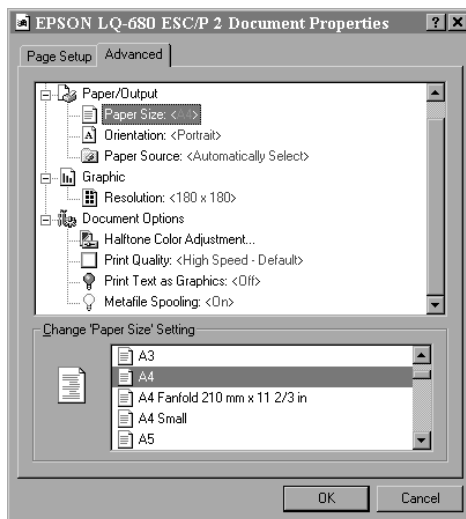 EPSON LQ-680 ESC/P 2 Document Properties
Page Setup
Advanced
Paper/Output
Paper Size: <A4>
Orientation: <Portrait>
Paper Source: <Automatically Select>
Graphic
Resolution: <180 x 180>
Document Options
Halftone Color Adjustment...
Print Quality: <High Speed - Default>
Print Text as Graphics: <Off>
Metafile Spooling: <On>
Change 'Paper Size' Setting
A3
A4
A4 Fanfold 210 mm x 11 2/3 in
A4 Small
A5
OK
Cancel